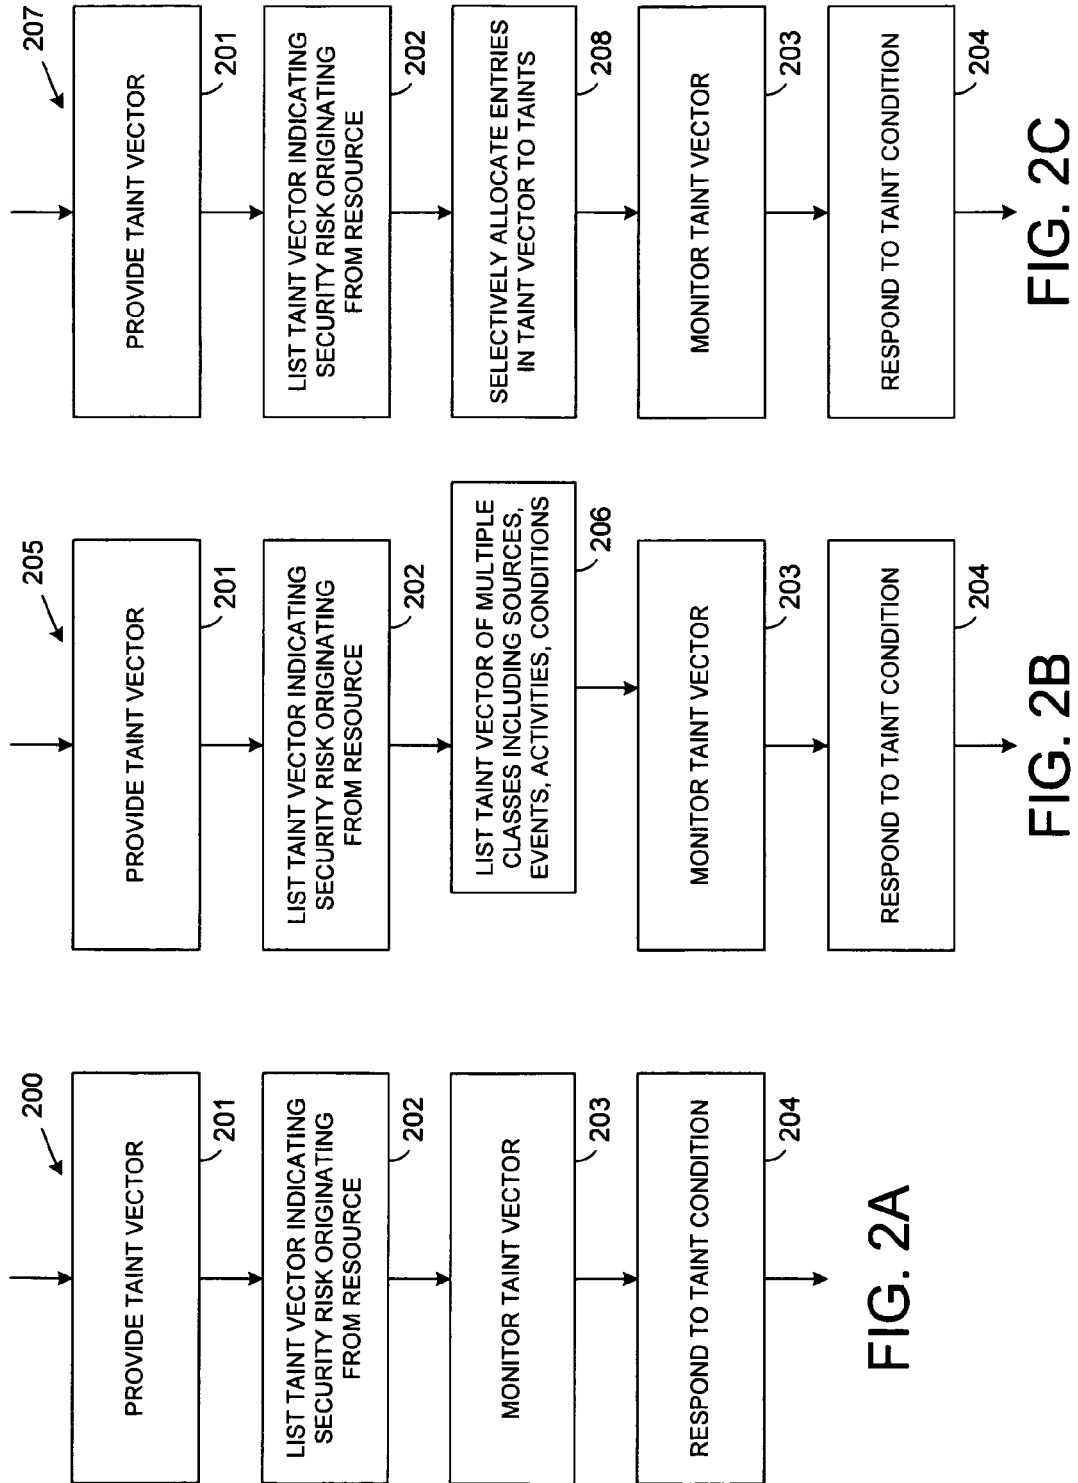 200
PROVIDE TAINT VECTOR
201
LIST TAINT VECTOR INDICATING
SECURITY RISK ORIGINATING
FROM RESOURCE
202
MONITOR TAINT VECTOR
203
RESPOND TO TAINT CONDITION
204
FIG. 2A
205
PROVIDE TAINT VECTOR
201
LIST TAINT VECTOR INDICATING
SECURITY RISK ORIGINATING
FROM RESOURCE
202
LIST TAINT VECTOR OF MULTIPLE
CLASSES INCLUDING SOURCES,
EVENTS, ACTIVITIES, CONDITIONS
206
MONITOR TAINT VECTOR
203
RESPOND TO TAINT CONDITION
204
FIG. 2B
207
PROVIDE TAINT VECTOR
201
LIST TAINT VECTOR INDICATING
SECURITY RISK ORIGINATING
FROM RESOURCE
202
SELECTIVELY ALLOCATE ENTRIES
IN TAINT VECTOR TO TAINTS
208
MONITOR TAINT VECTOR
203
RESPOND TO TAINT CONDITION
204
FIG. 2C